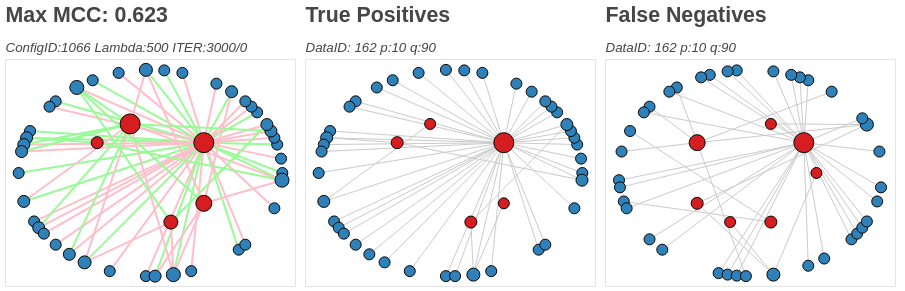 Max MCC: 0.623
True Positives
False Negatives
ConfigID:1066 Lambda:500 ITER:3000/0
DataID: 162 p:10 q:90
DataID: 162 p:10 q:90